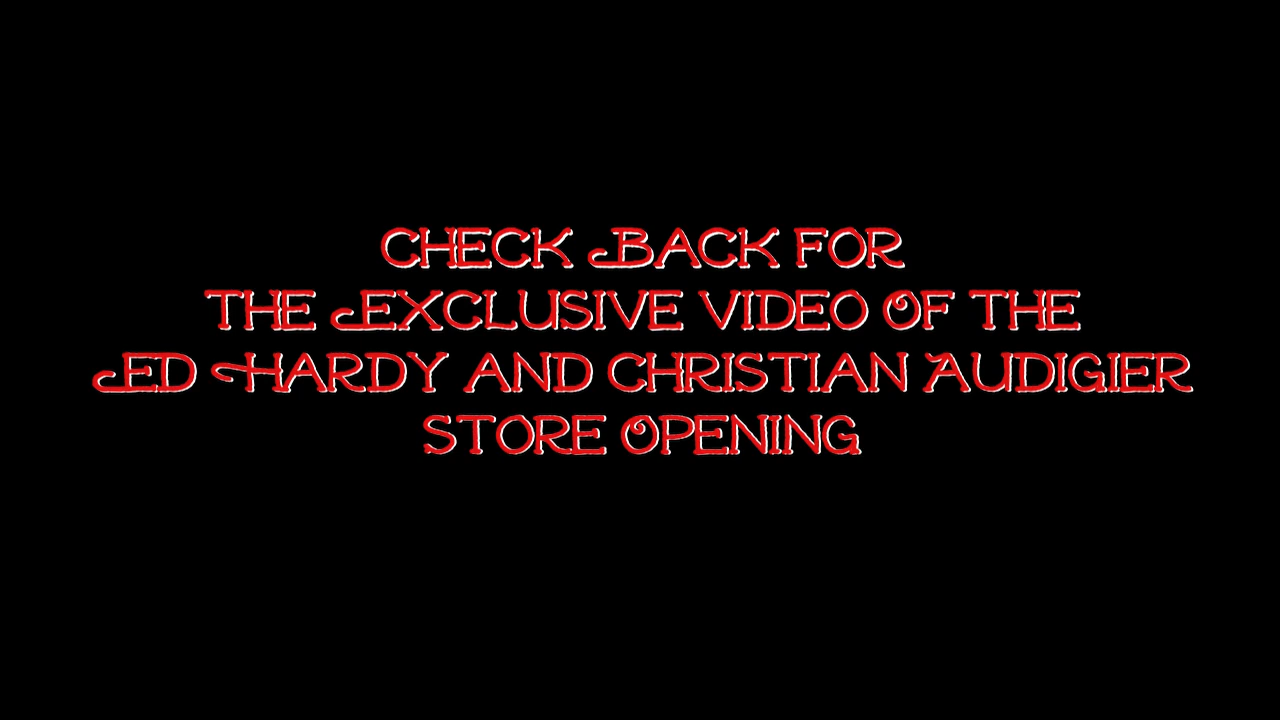 CHECK BACK FOR
THE EXCLUSIVE VIDEO OF THE
ED HARDY AND CHRISTIAN AUDIGIER
STORE OPENING